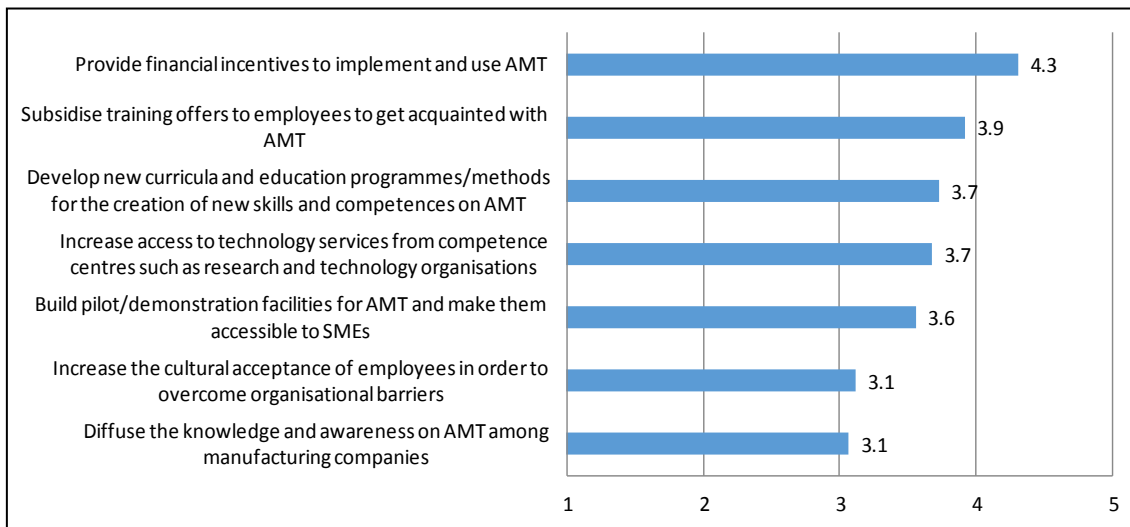 Provide financial incentives to implement and use AMT
4.3
Subsidise training offers to employees to get acquainted with
AMT
3.9
Develop new curricula and education programmes/methods
for the creation of new skills and competences on AMT
3.7
Increase access to technology services from competence
centres such as research and technology organisations
3.7
Build pilot/demonstration facilities for AMT and make them
accessible to SMEs
3.6
Increase the cultural acceptance of employees in order to
overcome organisational barriers
3.1
Diffuse the knowledge and awareness on AMT among
manufacturing companies
3.1
1 2 3 4 5